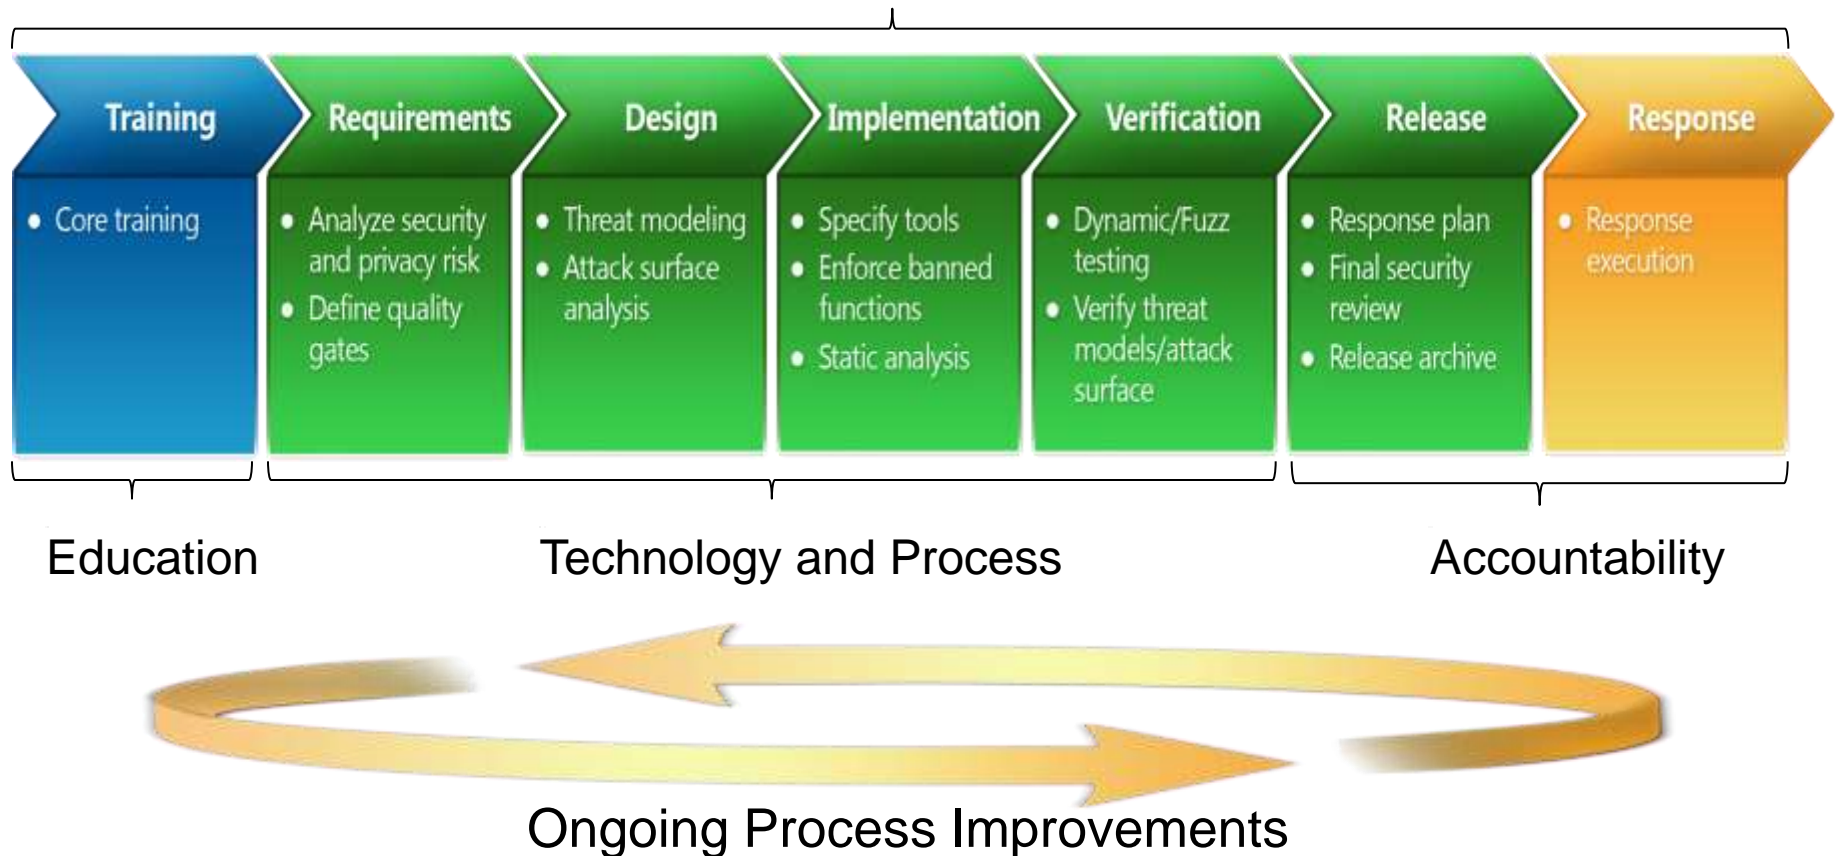 Training
Requirements
Design
Implementation
Verification
Release
Response
• Core training
• Analyze security
and privacy risk
• Define quality
gates
• Threat modeling
• Attack surface
analysis
• Specify tools
• Enforce banned
functions
• Static analysis
• Dynamic/Fuzz
testing
• Verify threat
models/attack
surface
• Response plan
• Final security
review
• Release archive
• Response
execution
Education
Technology and Process
Accountability
Ongoing Process Improvements